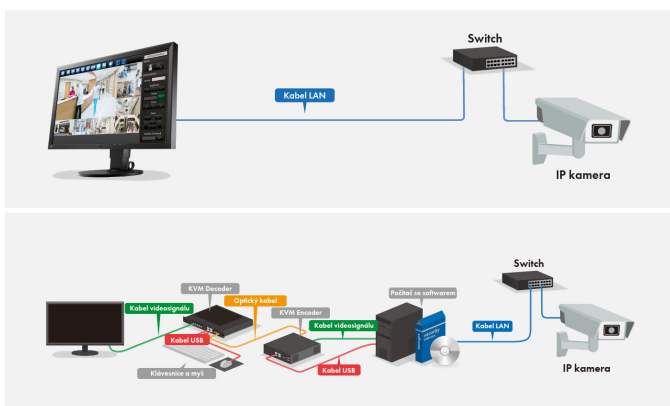 Switch
Kabel LAN
IP kamera
Switch
KVM Decoder
Optický kabel
Počítač se softwarem
Kabel videosignálu
KVM Encoder
Kabel videosignálu
Kabel LAN
Kabel USB
Klávesnice a myš
Kabel USB
IP kamera